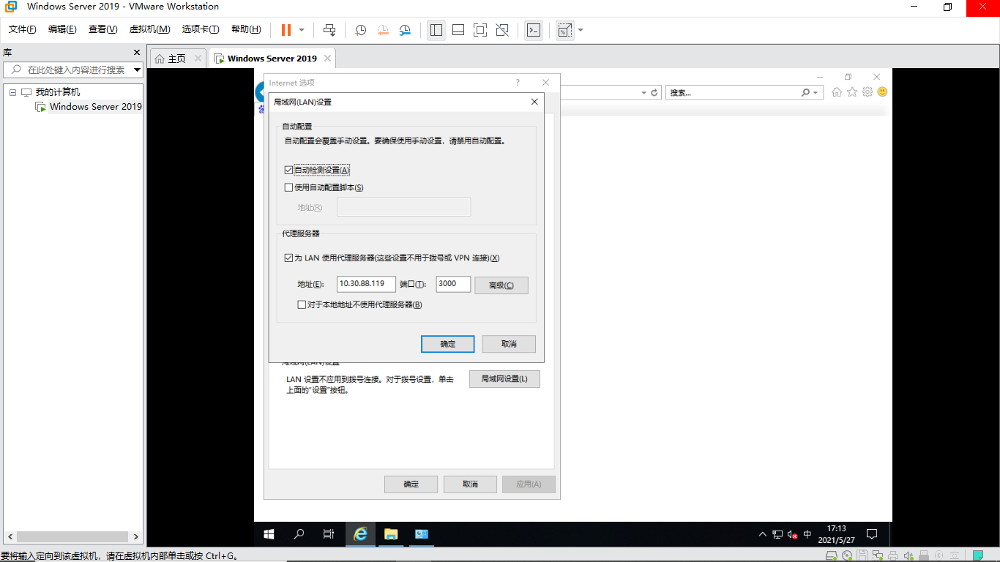 Windows Server 2019 - VMware Workstation
文件(F) 编辑(E) 查看(V) 虚拟机(M) 选项卡(T) 帮助(H)
库
在此处键入内容进行搜索
我的计算机
Windows Server 2019
主页
Windows Server 2019
Internet 选项
搜索...
局域网(LAN)设置
自动配置
自动配置会覆盖手动设置。要确保使用手动设置，请禁用自动配置。
自动检测设置(A)
使用自动配置脚本(S)
地址(R)
代理服务器
为 LAN 使用代理服务器(这些设置不用于拨号或 VPN 连接)(X)
地址(E): 10.30.88.119 端口(T): 3000 高级(C)
对于本地地址不使用代理服务器(B)
确定 取消
局域网(LAN)设置
LAN 设置不应用到拨号连接。对于拨号设置，单击
上面的“设置”按钮。
局域网设置(L)
确定 取消 应用(A)
中
17:13
2021/5/27
要将输入定向到该虚拟机，请在虚拟机内部单击或按 Ctrl+G。